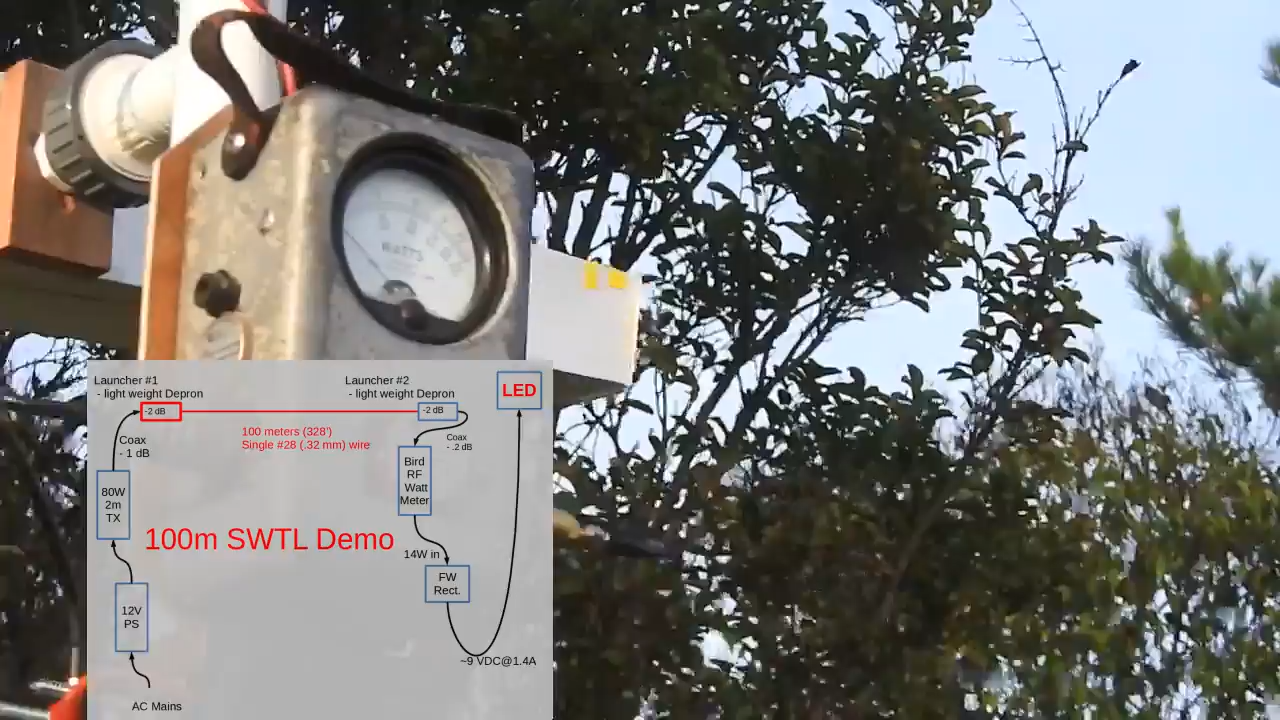 WATTS
Launcher #1
- light weight Depron
-2 dB
Launcher #2
- light weight Depron
-2 dB
LED
100 meters (328')
Single #28 (.32 mm) wire
Coax
- 1 dB
Coax
- .2 dB
Bird
RF
Watt
Meter
80W
2m
TX
100m SWTL Demo
14W in
FW
Rect.
12V
PS
~9 VDC@1.4A
AC Mains